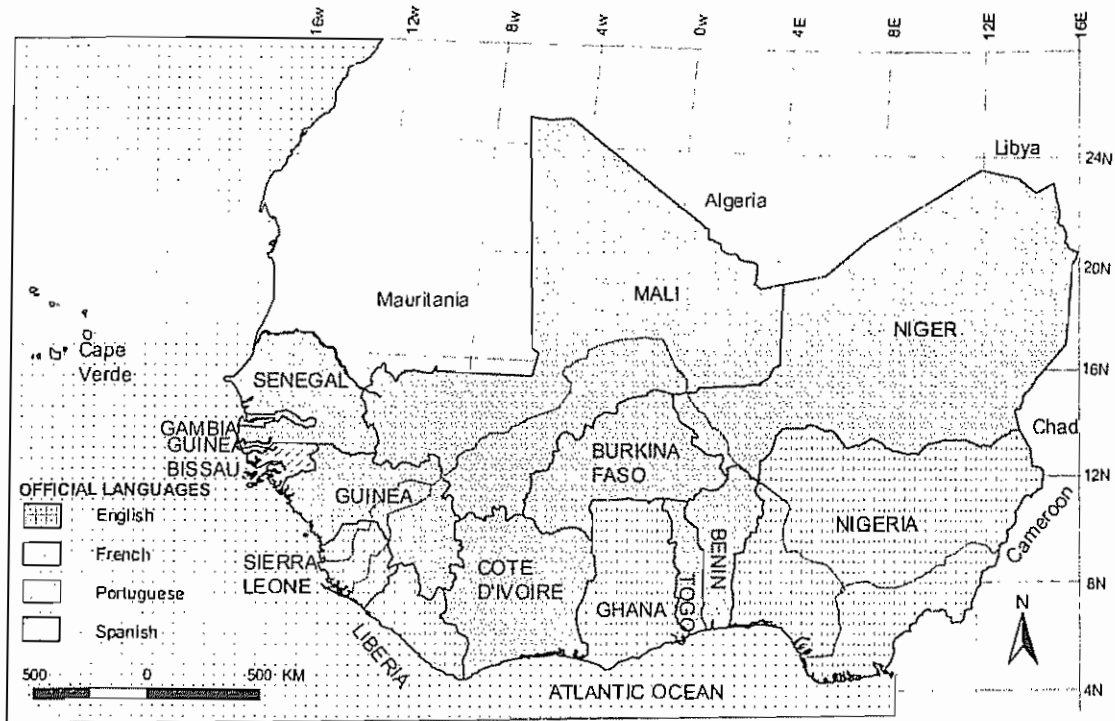 16w
12w
8w
4w
0w
4E
8E
12E
16E
24N
20N
16N
12N
8N
4N
Libya
Algeria
Mauritania
MALI
NIGER
Cape
Verde
SENEGAL
GAMBIA
GUINEA
BISSAU
Chad
BURKINA
FASO
GUINEA
NIGERIA
Cameroon
BENIN
SIERRA
LEONE
COTE
D'IVOIRE
GHANA
TOGO
LIBERIA
ATLANTIC OCEAN
N
OFFICIAL LANGUAGES
English
French
Portuguese
Spanish
500 0 500 KM